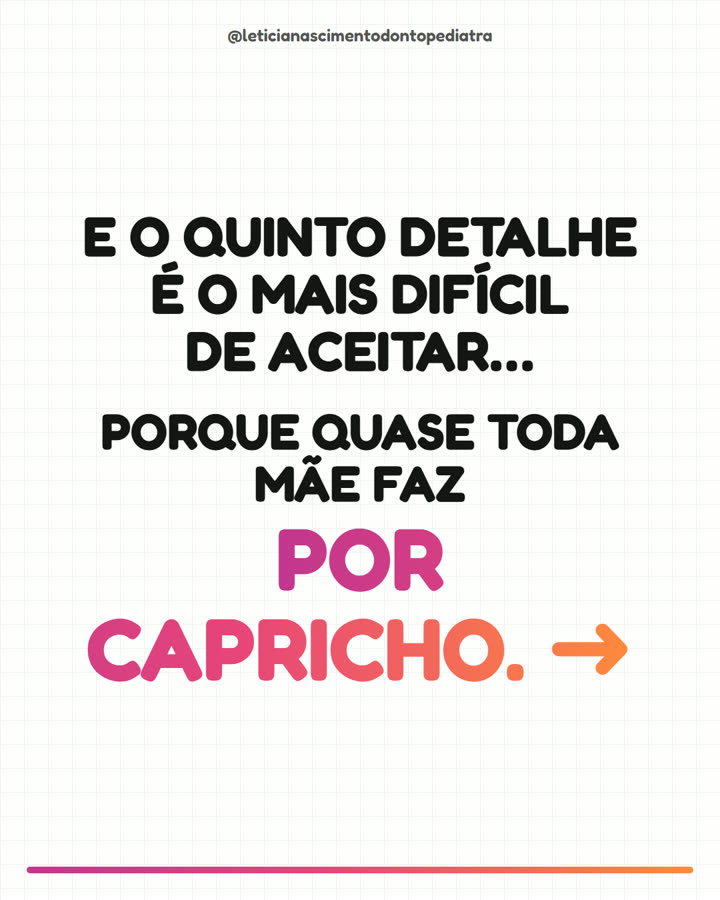 @leticianascimentodontopediatra
E O QUINTO DETALHE
É O MAIS DIFÍCIL
DE ACEITAR...
PORQUE QUASE TODA
MÃE FAZ
POR
CAPRICHO. →